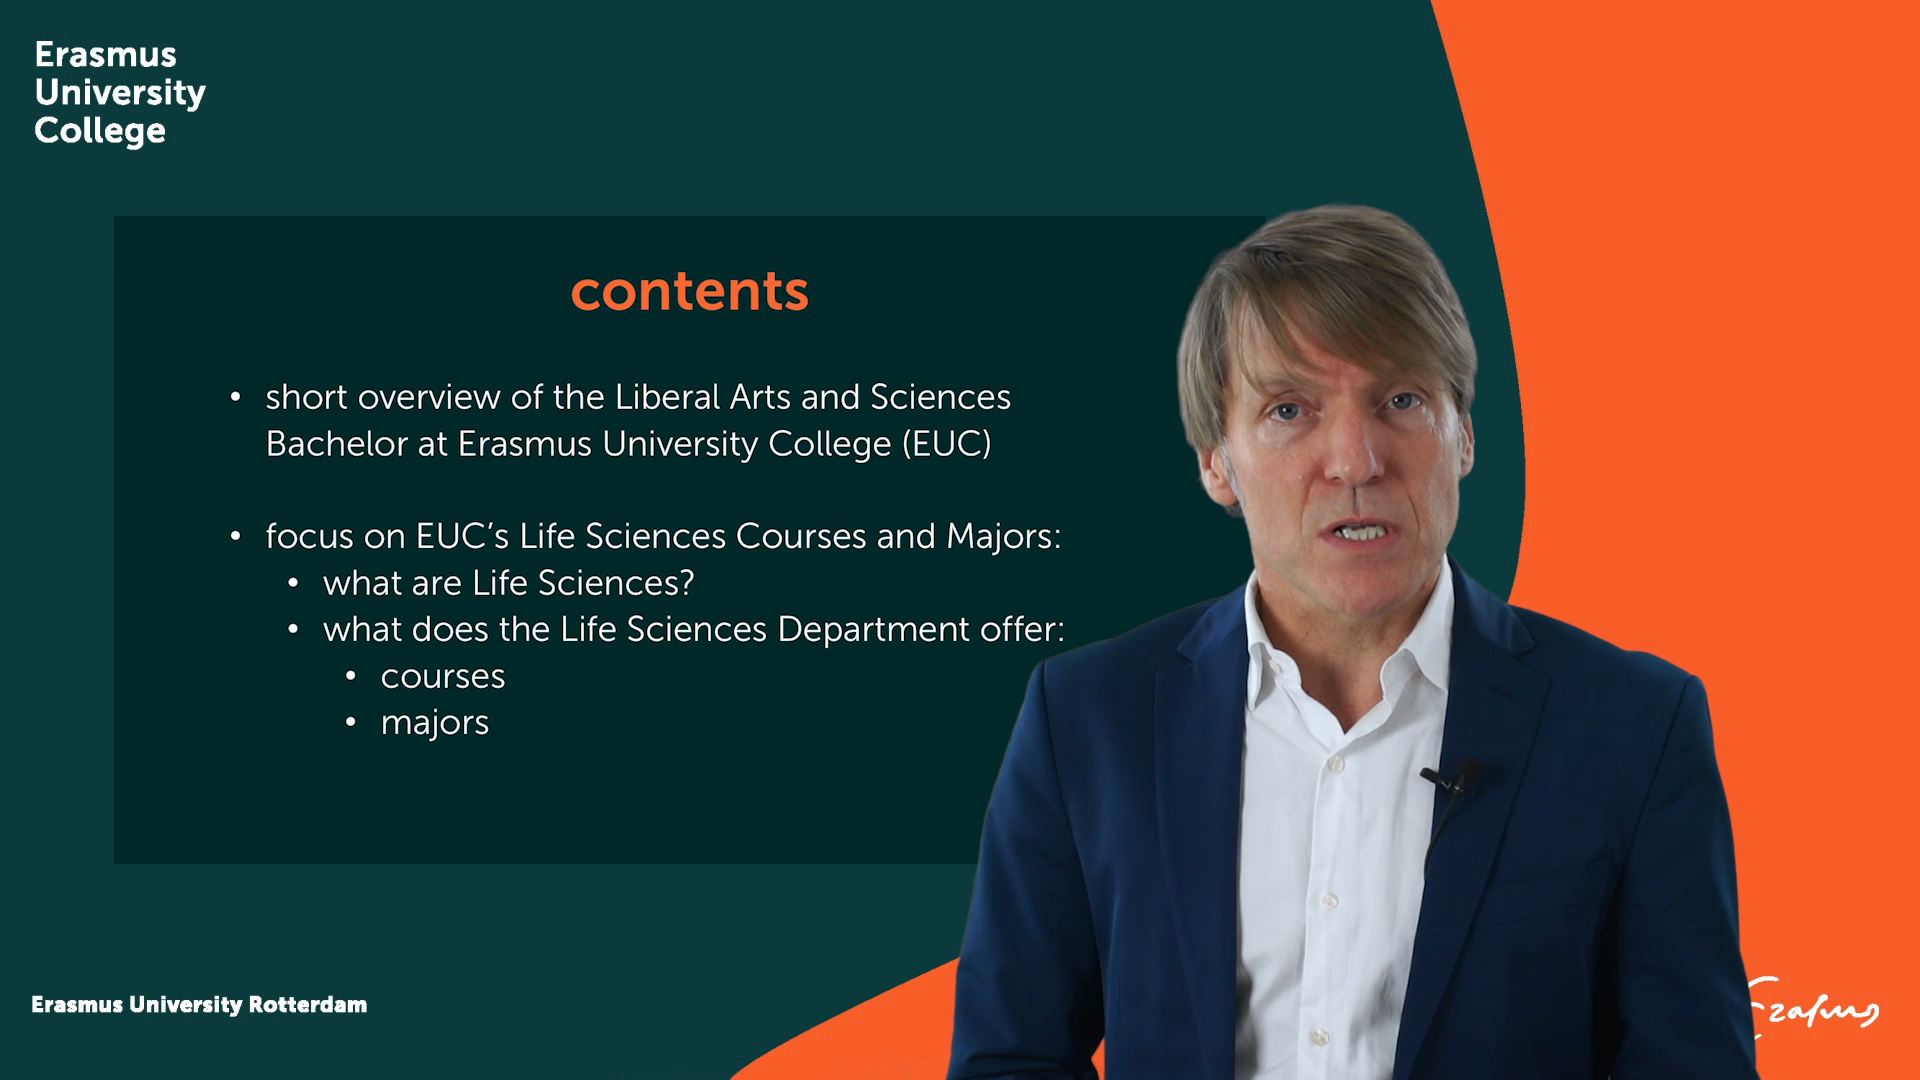 Erasmus
University
College
contents
• short overview of the Liberal Arts and Sciences
Bachelor at Erasmus University College (EUC)
• focus on EUC’s Life Sciences Courses and Majors:
• what are Life Sciences?
• what does the Life Sciences Department offer:
• courses
• majors
Erasmus University Rotterdam
Erasmus